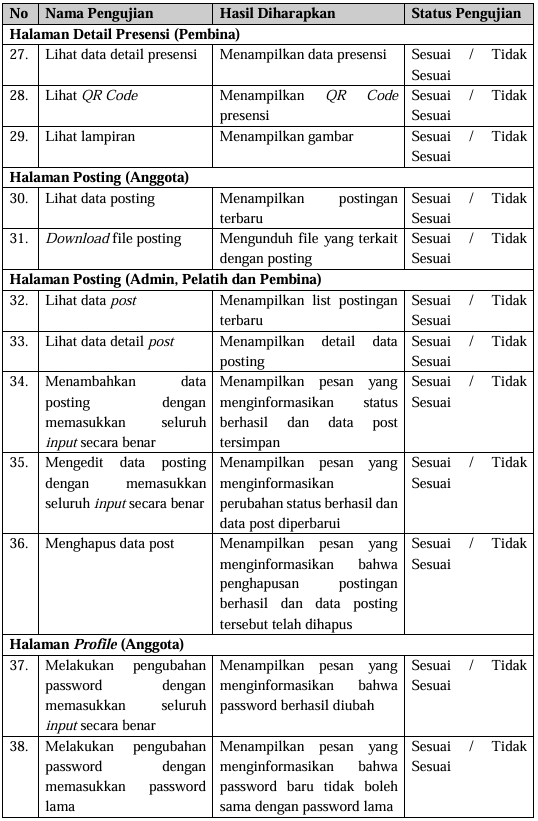 No Nama Pengujian Hasil Diharapkan Status Pengujian
Halaman Detail Presensi (Pembina)
27. Lihat data detail presensi Menampilkan data presensi Sesuai / Tidak
Sesuai
28. Lihat QR Code Menampilkan QR Code Sesuai / Tidak
presensi Sesuai
29. Lihat lampiran Menampilkan gambar Sesuai / Tidak
Sesuai
Halaman Posting (Anggota)
30. Lihat data posting Menampilkan postingan Sesuai / Tidak
terbaru Sesuai
31. Download file posting Mengunduh file yang terkait Sesuai / Tidak
dengan posting Sesuai
Halaman Posting (Admin, Pelatih dan Pembina)
32. Lihat data post Menampilkan list postingan Sesuai / Tidak
terbaru Sesuai
33. Lihat data detail post Menampilkan detail data Sesuai / Tidak
posting Sesuai
34. Menambahkan data Menampilkan pesan yang Sesuai / Tidak
posting dengan menginformasikan status Sesuai
memasukkan seluruh berhasil dan data post
input secara benar tersimpan
35. Mengedit data posting Menampilkan pesan yang Sesuai / Tidak
dengan memasukkan menginformasikan Sesuai
seluruh input secara benar perubahan status berhasil dan
data post diperbarui
36. Menghapus data post Menampilkan pesan yang Sesuai / Tidak
menginformasikan bahwa Sesuai
penghapusan postingan
berhasil dan data posting
tersebut telah dihapus
Halaman Profile (Anggota)
37. Melakukan pengubahan Menampilkan pesan yang Sesuai / Tidak
password dengan menginformasikan bahwa Sesuai
memasukkan seluruh password berhasil diubah
input secara benar
38. Melakukan pengubahan Menampilkan pesan yang Sesuai / Tidak
password dengan menginformasikan bahwa Sesuai
memasukkan password password baru tidak boleh
lama sama dengan password lama